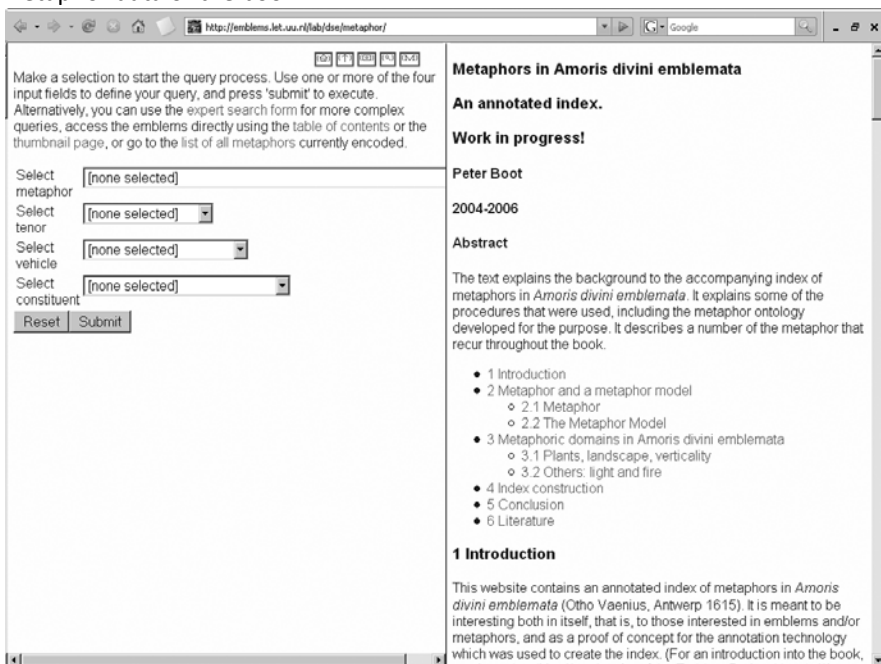 http://emblems.let.uu.nl/lab/dse/metaphor/
Google
Make a selection to start the query process. Use one or more of the four
input fields to define your query, and press 'submit' to execute.
Alternatively, you can use the expert search form for more complex
queries, access the emblems directly using the table of contents or the
thumbnail page, or go to the list of all metaphors currently encoded.
Select metaphor [none selected]
Select tenor [none selected]
Select vehicle [none selected]
Select constituent [none selected]
Reset Submit
Metaphors in Amoris divini emblemata
An annotated index.
Work in progress!
Peter Boot
2004-2006
Abstract
The text explains the background to the accompanying index of
metaphors in Amoris divini emblemata. It explains some of the
procedures that were used, including the metaphor ontology
developed for the purpose. It describes a number of the metaphor that
recur throughout the book.
1 Introduction
2 Metaphor and a metaphor model
2.1 Metaphor
2.2 The Metaphor Model
3 Metaphoric domains in Amoris divini emblemata
3.1 Plants, landscape, verticality
3.2 Others: light and fire
4 Index construction
5 Conclusion
6 Literature
1 Introduction
This website contains an annotated index of metaphors in Amoris
divini emblemata (Otho Vaenius, Antwerp 1615). It is meant to be
interesting both in itself, that is, to those interested in emblems and/or
metaphors, and as a proof of concept for the annotation technology
which was used to create the index. (For an introduction into the book,